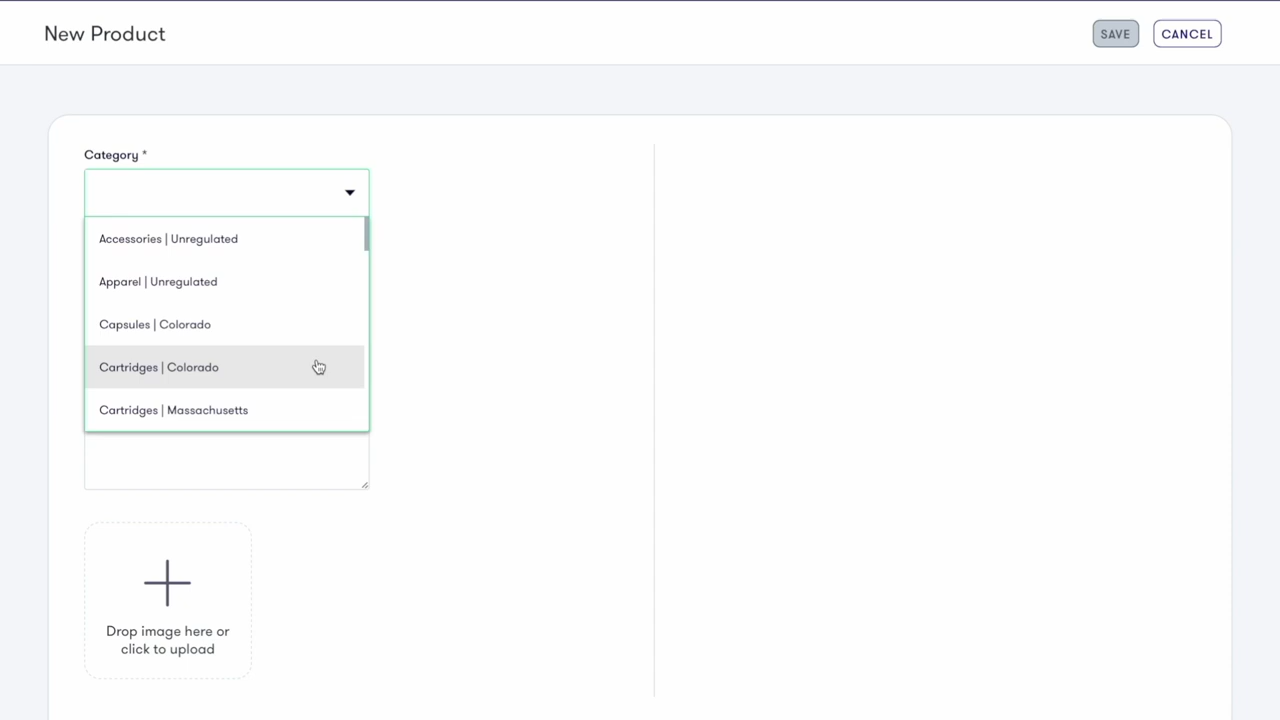 New Product
SAVE
CANCEL
Category *
Accessories | Unregulated
Apparel | Unregulated
Capsules | Colorado
Cartridges | Colorado
Cartridges | Massachusetts
Drop image here or
click to upload